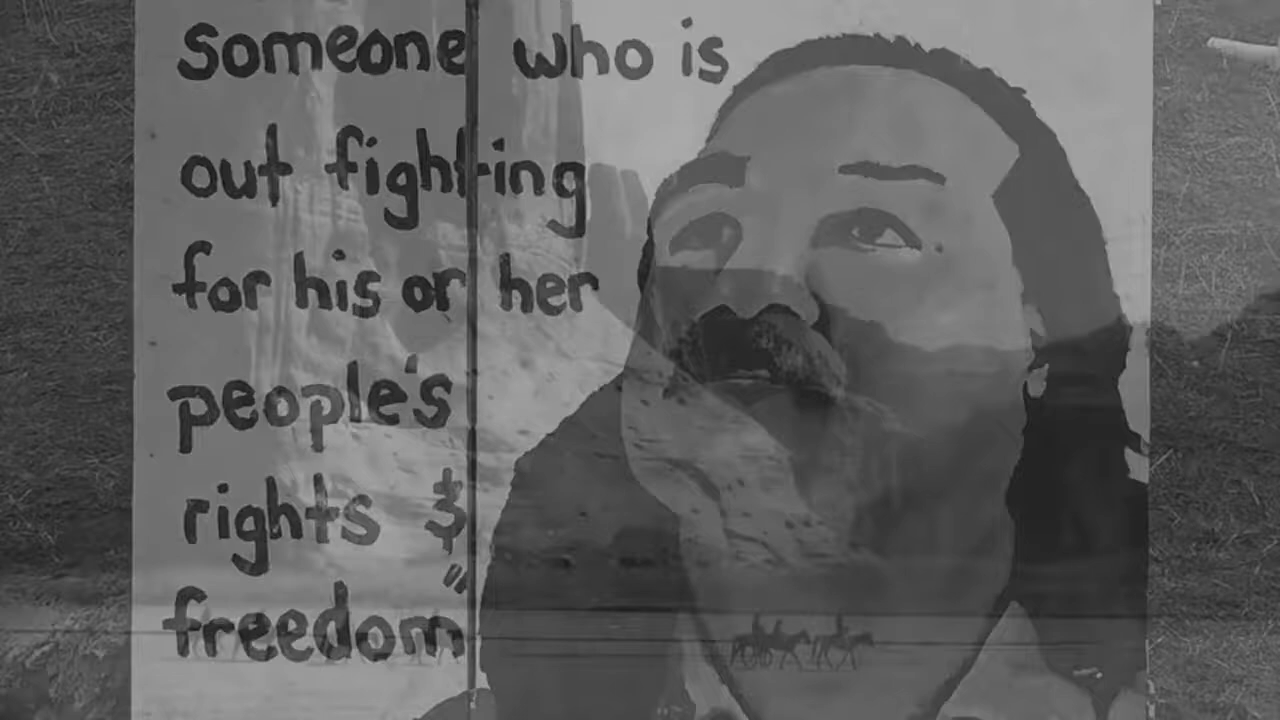 someone who is
out fighting
for his or her
people's
rights &
freedom"